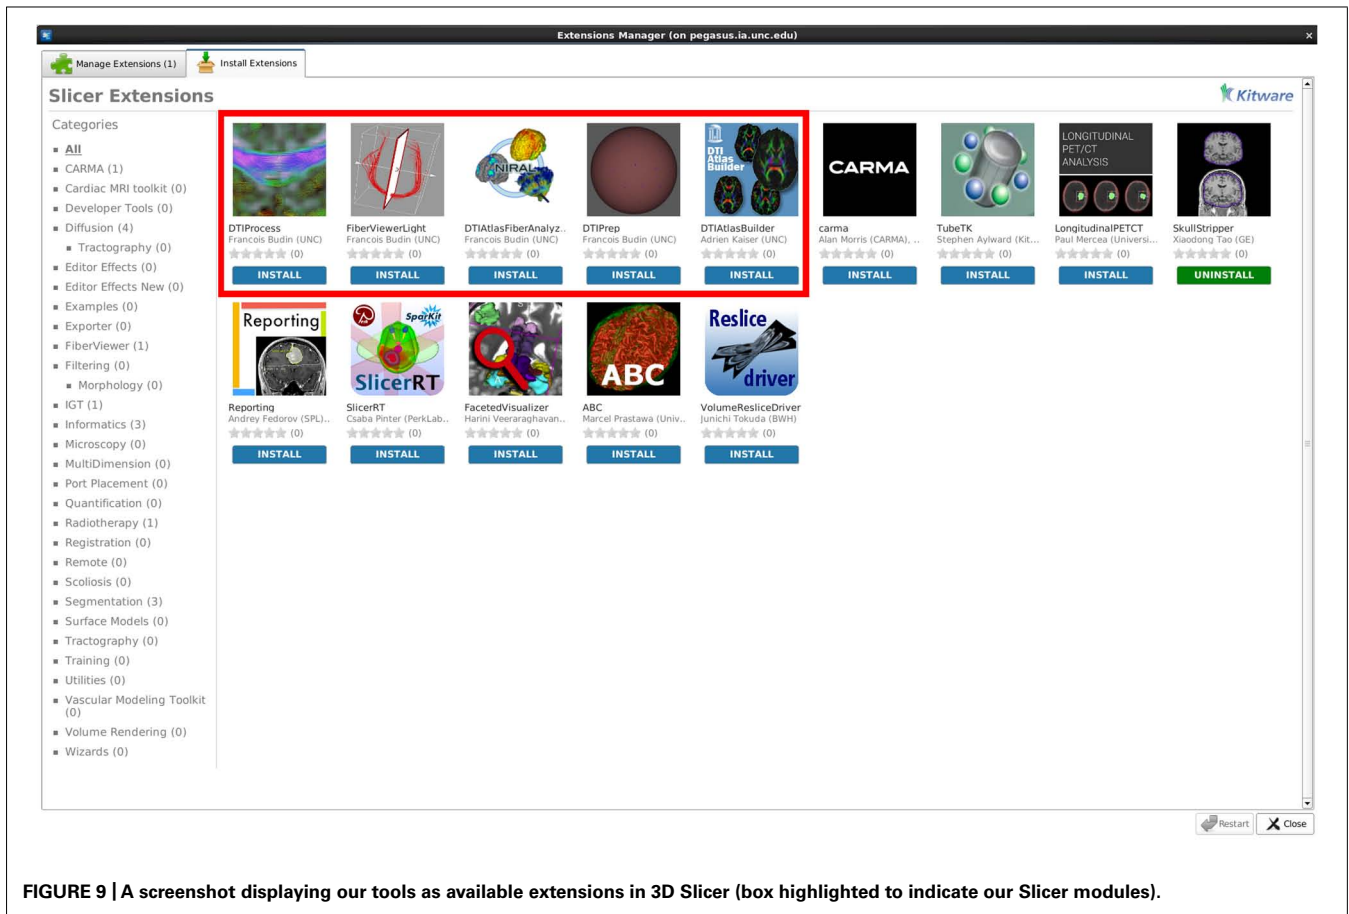 Extensions Manager (on pegasus.ia.unc.edu)
Manage Extensions (1)
Install Extensions
Slicer Extensions
Kitware
Categories
All
CARMA (1)
Cardiac MRI toolkit (0)
Developer Tools (0)
Diffusion (4)
Tractography (0)
Editor Effects (0)
Editor Effects New (0)
Examples (0)
Exporter (0)
FiberViewer (1)
Filtering (0)
Morphology (0)
IGT (1)
Informatics (3)
Microscopy (0)
MultiDimension (0)
Port Placement (0)
Quantification (0)
Radiotherapy (1)
Registration (0)
Remote (0)
Scoliosis (0)
Segmentation (3)
Surface Models (0)
Tractography (0)
Training (0)
Utilities (0)
Vascular Modeling Toolkit
(0)
Volume Rendering (0)
Wizards (0)
DTIProcess
Francois Budin (UNC)
(0)
INSTALL
FiberViewerLight
Francois Budin (UNC)
(0)
INSTALL
NIRAL
DTIAtlasFiberAnalyz..
Francois Budin (UNC)
(0)
INSTALL
DTIPrep
Francois Budin (UNC)
(0)
INSTALL
DTI
Atlas
Builder
DTIAtlasBuilder
Adrien Kaiser (UNC)
(0)
INSTALL
CARMA
carma
Alan Morris (CARMA), ..
(0)
INSTALL
TubeTK
Stephen Aylward (Kit...
(0)
INSTALL
LONGITUDINAL
PET/CT
ANALYSIS
LongitudinalPETCT
Paul Mercea (Universi...
(0)
INSTALL
SkullStripper
Xiaodong Tao (GE)
(0)
UNINSTALL
Reporting
Reporting
Andrey Fedorov (SPL)..
(0)
INSTALL
SparKit
SlicerRT
SlicerRT
Csaba Pinter (PerkLab..
(0)
INSTALL
FacetedVisualizer
Harini Veeraraghavan..
(0)
INSTALL
ABC
ABC
Marcel Prastawa (Univ..
(0)
INSTALL
Reslice
driver
VolumeResliceDriver
Junichi Tokuda (BWH)
(0)
INSTALL
Restart
Close
FIGURE 9 | A screenshot displaying our tools as available extensions in 3D Slicer (box highlighted to indicate our Slicer modules).